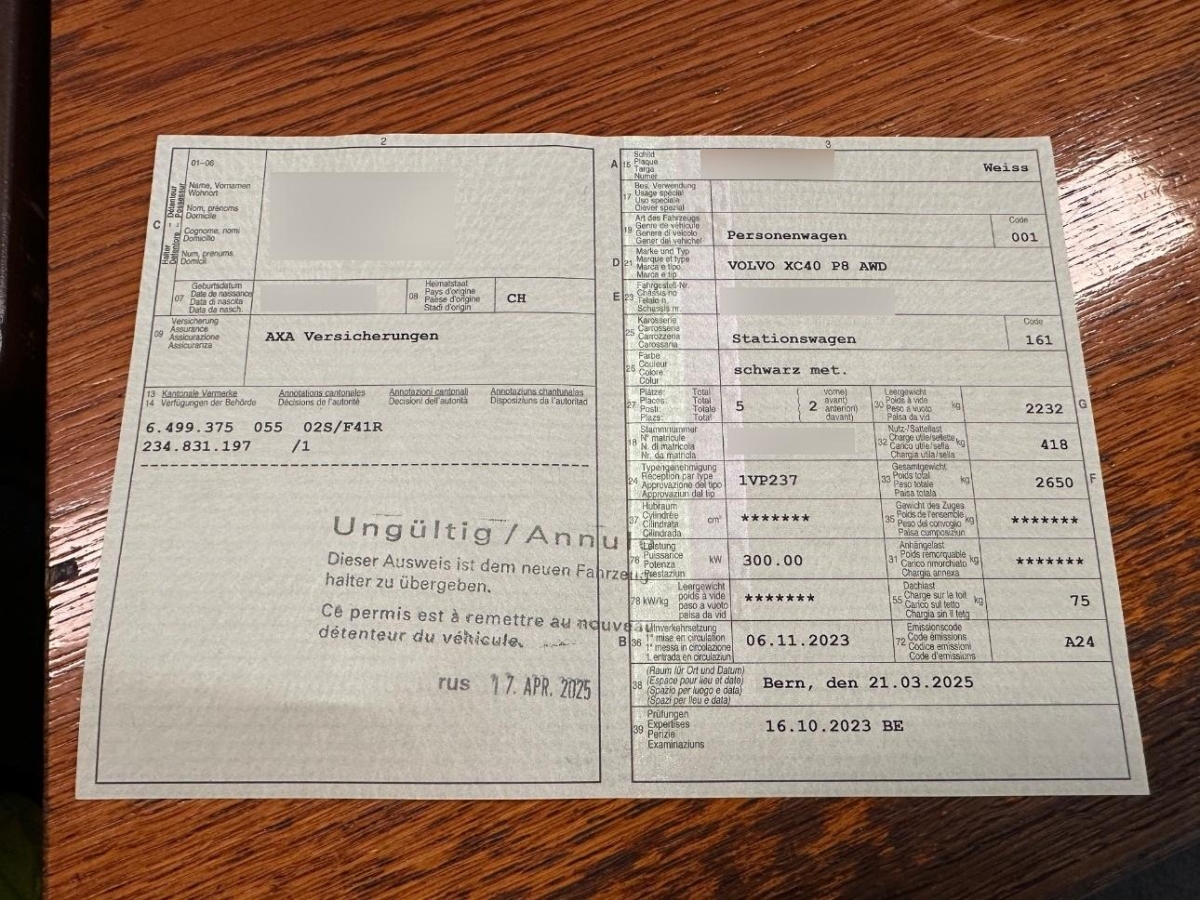 2
01–06
Halter – Détenteur
Detentore – Possessur
Name, Vornamen
Wohnort
Nom, prénoms
Domicile
Cognome, nomi
Domicilio
Num, prenums
Domicil
C
07
Geburtsdatum
Date de naissance
Data di nascita
Data da nasch.
08
Heimatstaat
Pays d'origine
Paese d'origine
Stadi d'origin
CH
09
Versicherung
Assurance
Assicurazione
Assicuranza
AXA Versicherungen
13 Kantonale Vermerke Annotations cantonales Annotazioni cantonali Annotaziuns chantunalas
14 Verfügungen der Behörde Décisions de l'autorité Decisioni dell'autorità Disposiziuns da l'autoritad
6.499.375 055 02S/F41R
234.831.197 /1
Ungültig / Annul
Dieser Ausweis ist dem neuen Fahrzeug
halter zu übergeben.
Ce permis est à remettre au nouveau
détenteur du véhicule.
rus 17. APR. 2025
3
A 15
Schild
Plaque
Targa
Numer
Weiss
17
Bes. Verwendung
Usage spécial
Uso speciale
Diever spezial
19
Art des Fahrzeugs
Genre de véhicule
Genere di veicolo
Gener dal vehichel
Personenwagen
Code
001
D 21
Marke und Typ
Marque et type
Marca e tipo
Marca e tip
VOLVO XC40 P8 AWD
E 23
Fahrgestell-Nr.
Châssis no
Telaio n.
Schassis nr.
25
Karosserie
Carrosserie
Carrozzeria
Carossaria
Stationswagen
Code
161
26
Farbe
Couleur
Colore
Colur
schwarz met.
27
Plätze: Total
Places: Total
Posti: Totale
Plazs: Total
5
2
vorne)
avant)
anteriori)
davant)
30
Leergewicht
Poids à vide
Peso a vuoto
Paisa da vid
kg
2232
G
18
Stammnummer
N° matricule
N. di matricola
Nr. da matricla
32
Nutz-/Sattellast
Charge utile/sellette
Carico utile/sella
Chargia utila/sella
kg
418
24
Typengenehmigung
Réception par type
Approvazione del tipo
Approvaziun dal tip
1VP237
33
Gesamtgewicht
Poids total
Peso totale
Paisa totala
kg
2650
F
37
Hubraum
Cylindrée
Cilindrata
Cilindrada
cm³
*******
35
Gewicht des Zuges
Poids de l'ensemble
Peso del convoglio
Paisa cumposiziun
kg
*******
76
Leistung
Puissance
Potenza
Prestaziun
kW
300.00
31
Anhängelast
Poids remorquable
Carico rimorchiato
Chargia annexa
kg
*******
78 kW/kg
Leergewicht
poids à vide
peso a vuoto
paisa da vid
*******
55
Dachlast
Charge sur le toit
Carico sul tetto
Chargia sin il tetg
kg
75
B 36
1. Inverkehrsetzung
1re mise en circulation
1a messa in circolazione
1. entrada en circulaziun
06.11.2023
72
Emissionscode
Code émissions
Codice emissioni
Code d'emissiuns
A24
38
(Raum für Ort und Datum)
(Espace pour lieu et date)
(Spazio per luogo e data)
(Spazi per lieu e data)
Bern, den 21.03.2025
39
Prüfungen
Expertises
Perizie
Examinaziuns
16.10.2023 BE